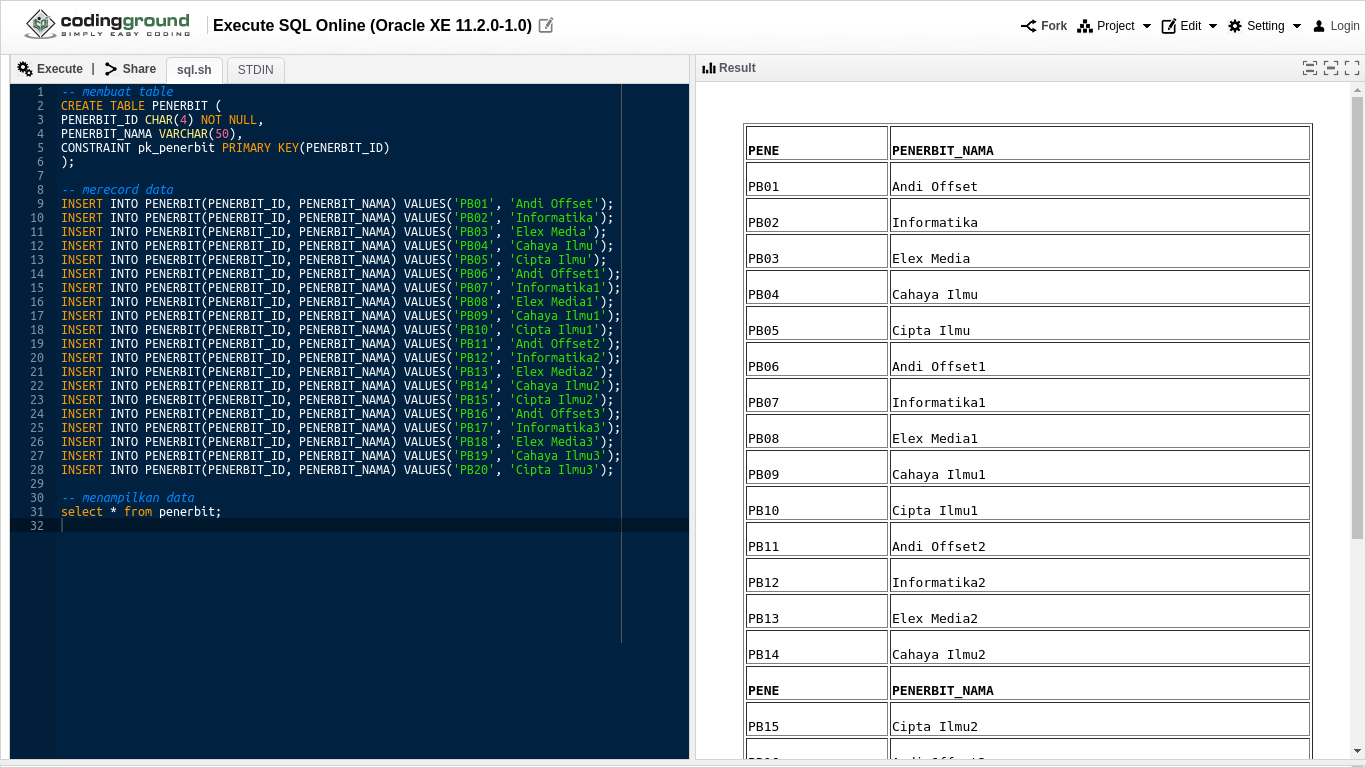 codingground
SIMPLY EASY CODING
Execute SQL Online (Oracle XE 11.2.0-1.0)
Fork Project Edit Setting Login
Execute | Share sql.sh STDIN
Result
1 -- membuat table
2 CREATE TABLE PENERBIT (
3 PENERBIT_ID CHAR(4) NOT NULL,
4 PENERBIT_NAMA VARCHAR(50),
5 CONSTRAINT pk_penerbit PRIMARY KEY(PENERBIT_ID)
6 );
7
8 -- merecord data
9 INSERT INTO PENERBIT(PENERBIT_ID, PENERBIT_NAMA) VALUES('PB01', 'Andi Offset');
10 INSERT INTO PENERBIT(PENERBIT_ID, PENERBIT_NAMA) VALUES('PB02', 'Informatika');
11 INSERT INTO PENERBIT(PENERBIT_ID, PENERBIT_NAMA) VALUES('PB03', 'Elex Media');
12 INSERT INTO PENERBIT(PENERBIT_ID, PENERBIT_NAMA) VALUES('PB04', 'Cahaya Ilmu');
13 INSERT INTO PENERBIT(PENERBIT_ID, PENERBIT_NAMA) VALUES('PB05', 'Cipta Ilmu');
14 INSERT INTO PENERBIT(PENERBIT_ID, PENERBIT_NAMA) VALUES('PB06', 'Andi Offset1');
15 INSERT INTO PENERBIT(PENERBIT_ID, PENERBIT_NAMA) VALUES('PB07', 'Informatika1');
16 INSERT INTO PENERBIT(PENERBIT_ID, PENERBIT_NAMA) VALUES('PB08', 'Elex Media1');
17 INSERT INTO PENERBIT(PENERBIT_ID, PENERBIT_NAMA) VALUES('PB09', 'Cahaya Ilmu1');
18 INSERT INTO PENERBIT(PENERBIT_ID, PENERBIT_NAMA) VALUES('PB10', 'Cipta Ilmu1');
19 INSERT INTO PENERBIT(PENERBIT_ID, PENERBIT_NAMA) VALUES('PB11', 'Andi Offset2');
20 INSERT INTO PENERBIT(PENERBIT_ID, PENERBIT_NAMA) VALUES('PB12', 'Informatika2');
21 INSERT INTO PENERBIT(PENERBIT_ID, PENERBIT_NAMA) VALUES('PB13', 'Elex Media2');
22 INSERT INTO PENERBIT(PENERBIT_ID, PENERBIT_NAMA) VALUES('PB14', 'Cahaya Ilmu2');
23 INSERT INTO PENERBIT(PENERBIT_ID, PENERBIT_NAMA) VALUES('PB15', 'Cipta Ilmu2');
24 INSERT INTO PENERBIT(PENERBIT_ID, PENERBIT_NAMA) VALUES('PB16', 'Andi Offset3');
25 INSERT INTO PENERBIT(PENERBIT_ID, PENERBIT_NAMA) VALUES('PB17', 'Informatika3');
26 INSERT INTO PENERBIT(PENERBIT_ID, PENERBIT_NAMA) VALUES('PB18', 'Elex Media3');
27 INSERT INTO PENERBIT(PENERBIT_ID, PENERBIT_NAMA) VALUES('PB19', 'Cahaya Ilmu3');
28 INSERT INTO PENERBIT(PENERBIT_ID, PENERBIT_NAMA) VALUES('PB20', 'Cipta Ilmu3');
29
30 -- menampilkan data
31 select * from penerbit;
32
PENE PENERBIT_NAMA
PB01 Andi Offset
PB02 Informatika
PB03 Elex Media
PB04 Cahaya Ilmu
PB05 Cipta Ilmu
PB06 Andi Offset1
PB07 Informatika1
PB08 Elex Media1
PB09 Cahaya Ilmu1
PB10 Cipta Ilmu1
PB11 Andi Offset2
PB12 Informatika2
PB13 Elex Media2
PB14 Cahaya Ilmu2
PENE PENERBIT_NAMA
PB15 Cipta Ilmu2